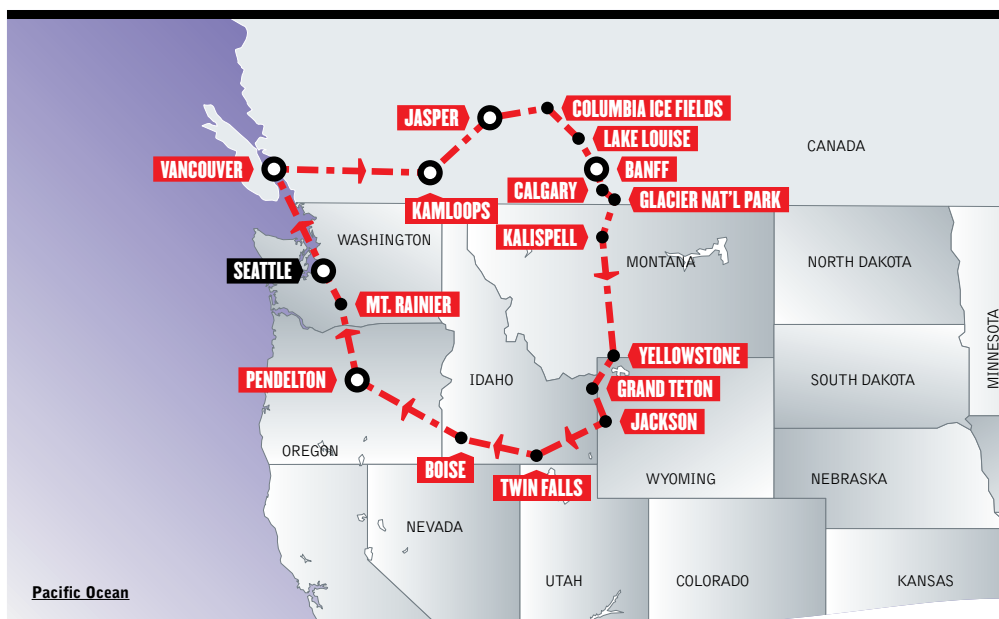 COLUMBIA ICE FIELDS
JASPER
LAKE LOUISE
CANADA
VANCOUVER
BANFF
CALGARY
GLACIER NAT'L PARK
KAMLOOPS
KALISPELL
WASHINGTON
MONTANA
NORTH DAKOTA
SEATTLE
MT. RAINIER
MINNESOTA
YELLOWSTONE
PENDELTON
IDAHO
GRAND TETON
SOUTH DAKOTA
JACKSON
OREGON
BOISE
TWIN FALLS
WYOMING
NEBRASKA
NEVADA
UTAH
COLORADO
KANSAS
Pacific Ocean